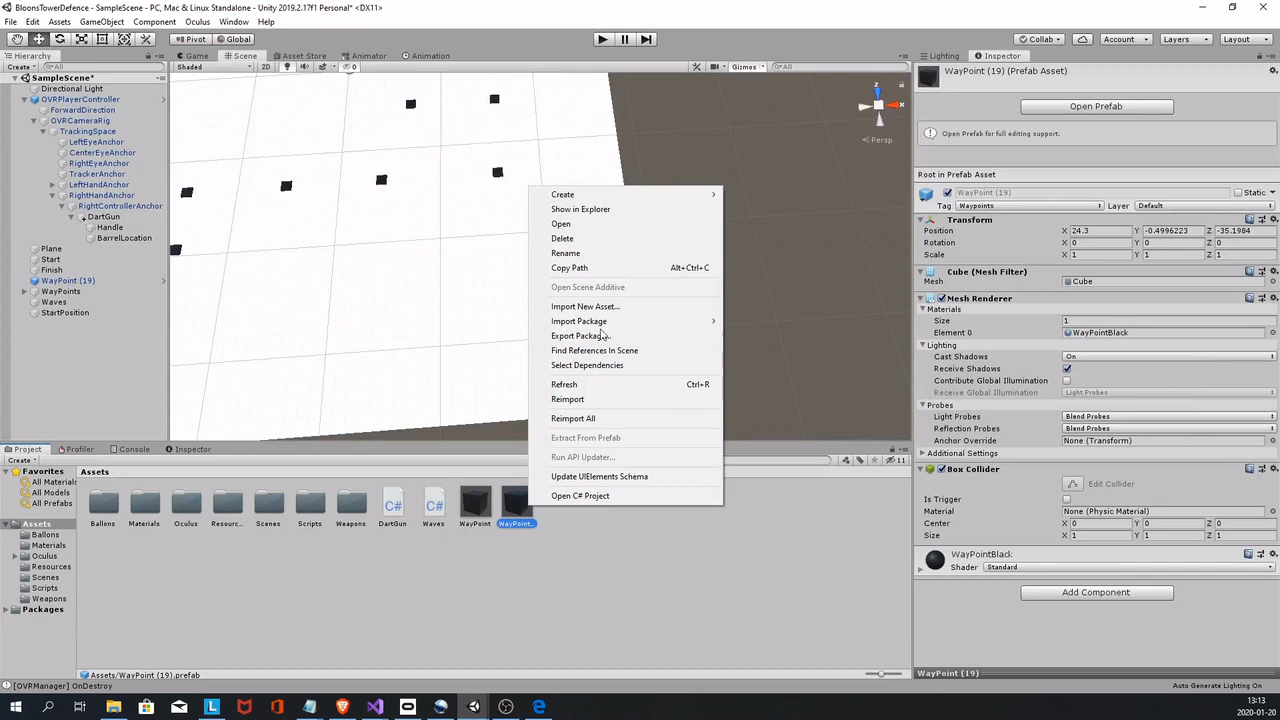 BloonsTowerDefence - SampleScene - PC, Mac & Linux Standalone - Unity 2019.2.17f1 Personal* <DX11>
File Edit Assets GameObject Component Oculus Window Help
Pivot Global Collab Account Layers Layout
Hierarchy Game Scene Asset Store Animator Animation Lighting Inspector
Create All Shaded 2D 0 Gizmos All WayPoint (19) (Prefab Asset)
SampleScene*
Directional Light
OVRPlayerController
ForwardDirection
OVRCameraRig
TrackingSpace
LeftEyeAnchor
CenterEyeAnchor
RightEyeAnchor
TrackerAnchor
LeftHandAnchor
RightHandAnchor
RightControllerAnchor
DartGun
Handle
BarrelLocation
Plane
Start
Finish
WayPoint (19)
WayPoints
Waves
StartPosition
z
x
Persp
Create
Show in Explorer
Open
Delete
Rename
Copy Path Alt+Ctrl+C
Open Scene Additive
Import New Asset...
Import Package
Export Package...
Find References In Scene
Select Dependencies
Refresh Ctrl+R
Reimport
Reimport All
Extract From Prefab
Run API Updater...
Update UIElements Schema
Open C# Project
Open Prefab
Open Prefab for full editing support.
Root in Prefab Asset
WayPoint (19) Static
Tag Waypoints Layer Default
Transform
Position X 24.3 Y -0.4996223 Z -35.1984
Rotation X 0 Y 0 Z 0
Scale X 1 Y 1 Z 1
Cube (Mesh Filter)
Mesh Cube
Mesh Renderer
Materials
Size 1
Element 0 WayPointBlack
Lighting
Cast Shadows On
Receive Shadows
Contribute Global Illumination
Receive Global Illumination Light Probes
Probes
Light Probes Blend Probes
Reflection Probes Blend Probes
Anchor Override None (Transform)
Additional Settings
Box Collider
Edit Collider
Is Trigger
Material None (Physic Material)
Center X 0 Y 0 Z 0
Size X 1 Y 1 Z 1
WayPointBlack
Shader Standard
Add Component
WayPoint (19)
Auto Generate Lighting On
Project Profiler Console Inspector
Create 11
Favorites
All Materials
All Models
All Prefabs
Assets
Ballons
Materials
Oculus
Resources
Scenes
Scripts
Weapons
Packages
Assets
C# C#
Ballons Materials Oculus Resourc... Scenes Scripts Weapons DartGun Waves WayPoint WayPoint...
Assets/WayPoint (19).prefab
[OVRManager] OnDestroy
L
13:13
2020-01-20